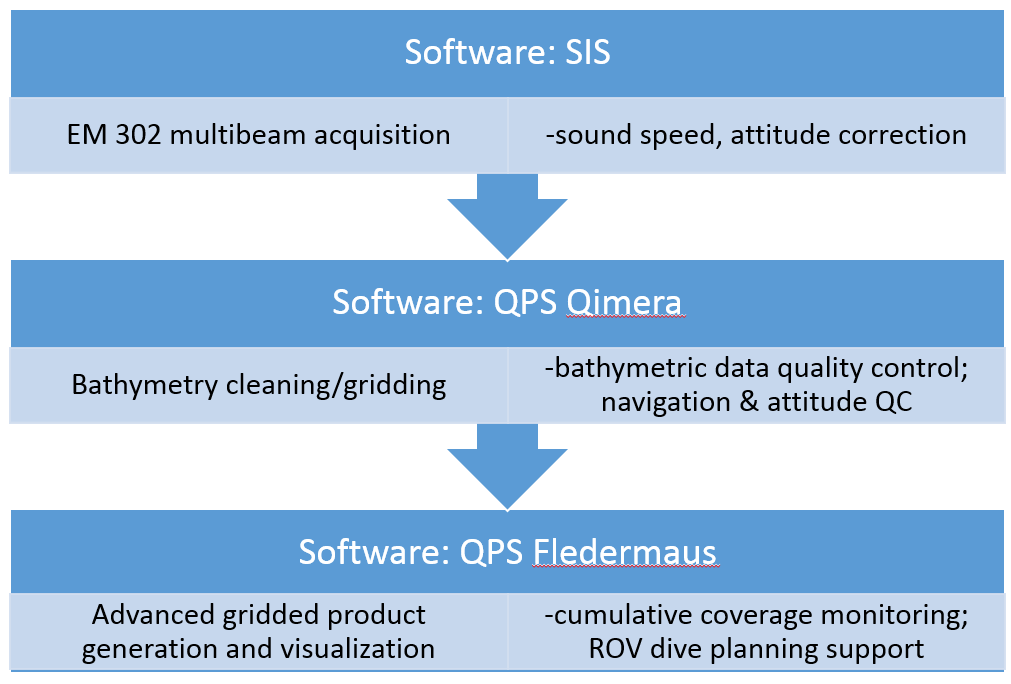 Software: SIS
EM 302 multibeam acquisition
-sound speed, attitude correction
Software: QPS Qimera
Bathymetry cleaning/gridding
-bathymetric data quality control;
navigation & attitude QC
Software: QPS Fledermaus
Advanced gridded product
generation and visualization
-cumulative coverage monitoring;
ROV dive planning support